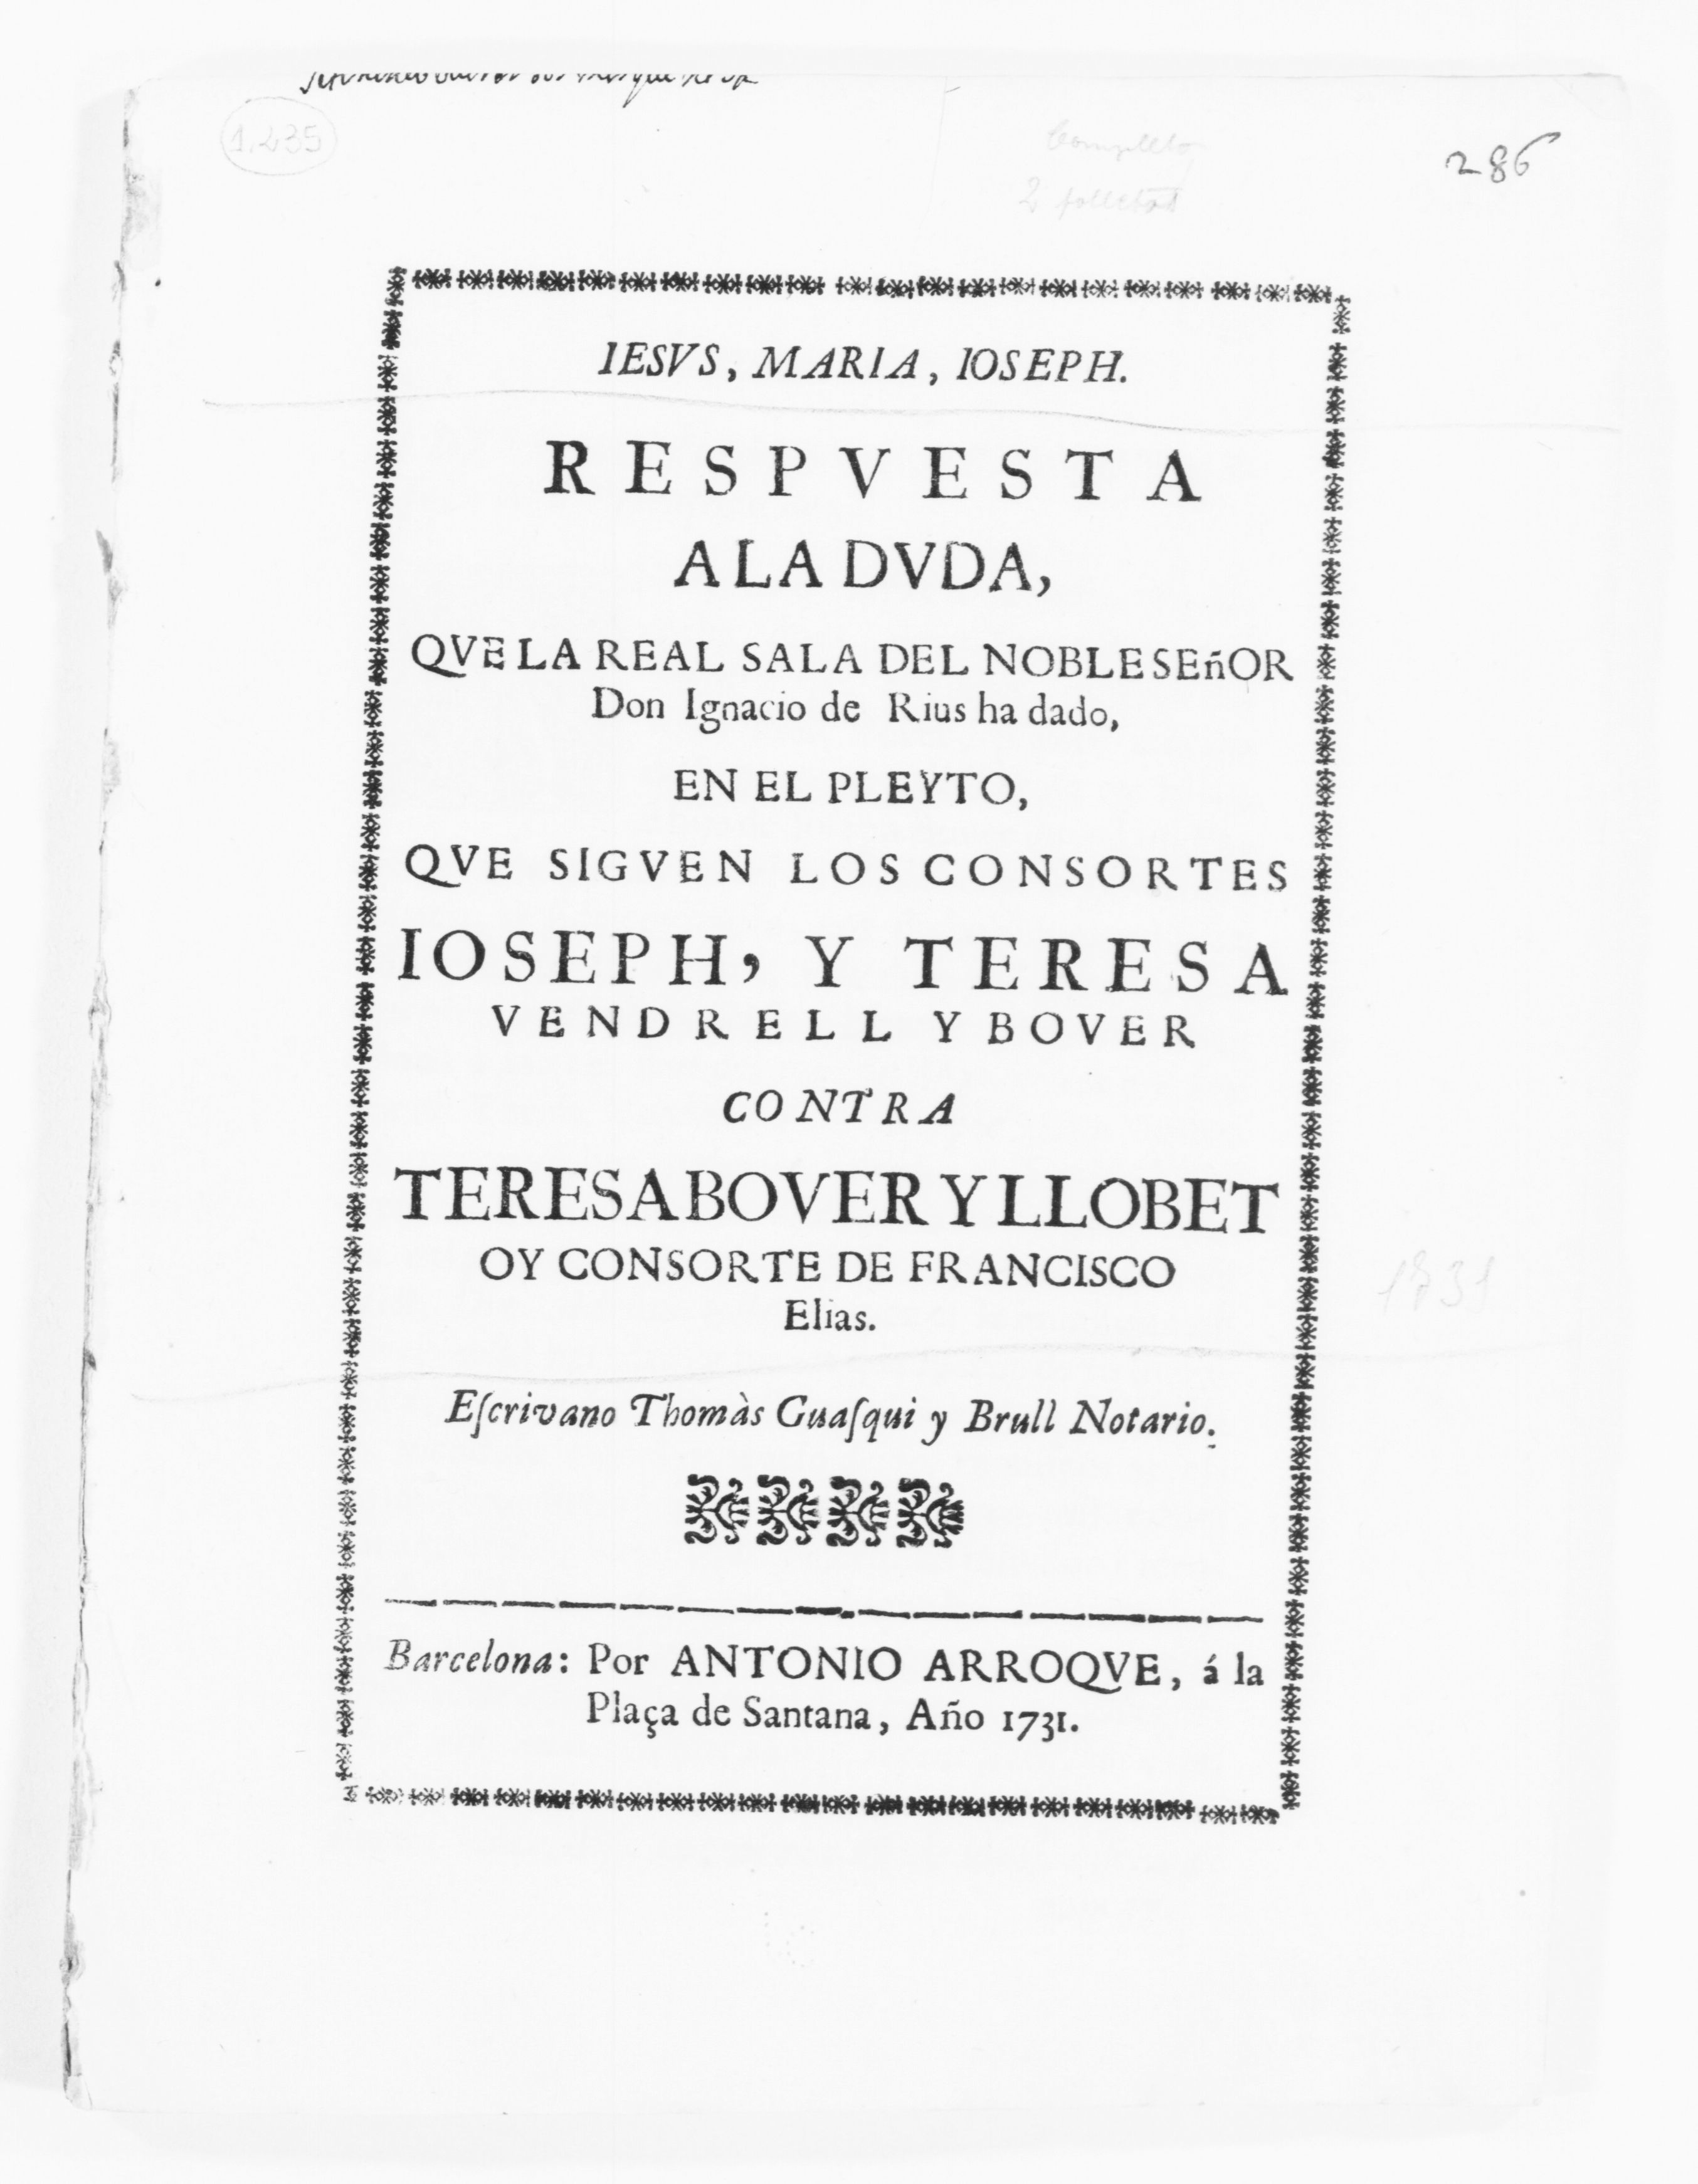 1.235
Completo
2 folletos
286
IESVS, MARIA, IOSEPH.
RESPVESTA
A LA DVDA,
QVE LA REAL SALA DEL NOBLE SEñOR
Don Ignacio de Rius ha dado,
EN EL PLEYTO,
QVE SIGVEN LOS CONSORTES
IOSEPH, Y TERESA
VENDRELL Y BOVER
CONTRA
TERESA BOVER Y LLOBET
OY CONSORTE DE FRANCISCO
Elias.
1731
Eſcrivano Thomàs Guaſqui y Brull Notario.
Barcelona: Por ANTONIO ARROQVE, á la
Plaça de Santana, Año 1731.